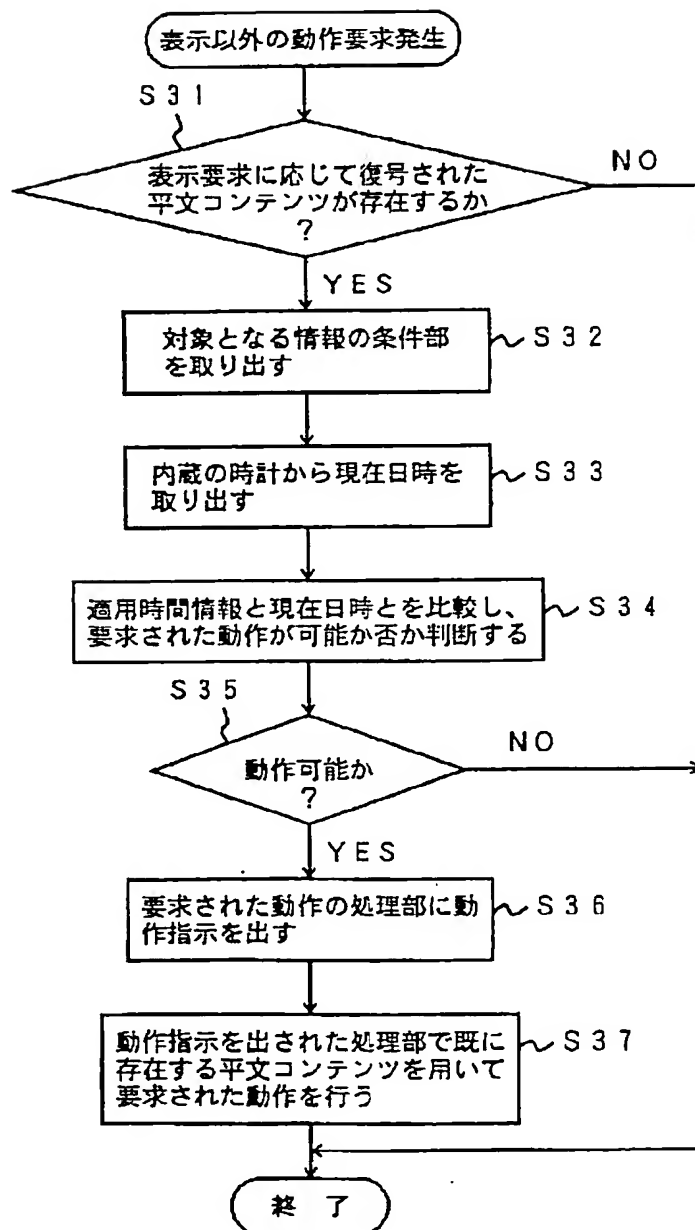 表示以外の動作要求発生
S31
表示要求に応じて復号された
平文コンテンツが存在するか
?
NO
YES
対象となる情報の条件部
を取り出す
S32
内蔵の時計から現在日時を
取り出す
S33
適用時間情報と現在日時とを比較し、
要求された動作が可能か否か判断する
S34
S35
動作可能か
?
NO
YES
要求された動作の処理部に動
作指示を出す
S36
動作指示を出された処理部で既に
存在する平文コンテンツを用いて
要求された動作を行う
S37
終了